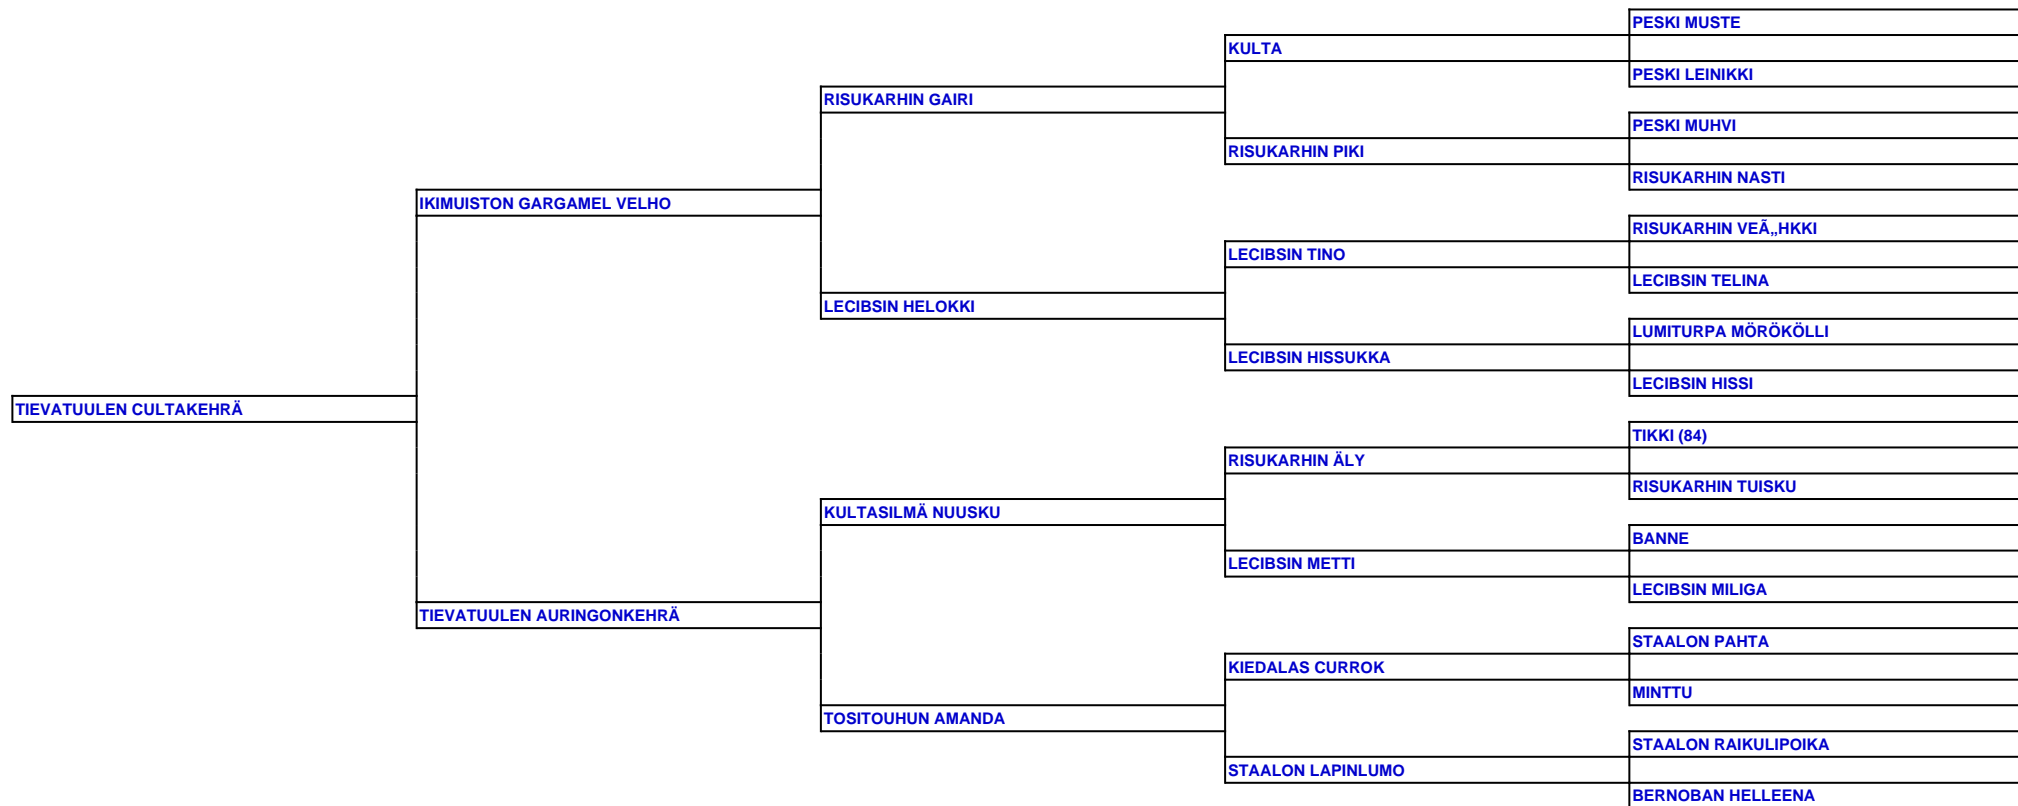 PESKI MUSTE
KULTA
PESKI LEINIKKI
RISUKARHIN GAIRI
PESKI MUHVI
RISUKARHIN PIKI
RISUKARHIN NASTI
IKIMUISTON GARGAMEL VELHO
RISUKARHIN VEÃ„HKKI
LECIBSIN TINO
LECIBSIN TELINA
LECIBSIN HELOKKI
LUMITURPA MÖRÖKÖLLI
LECIBSIN HISSUKKA
LECIBSIN HISSI
TIEVATUULEN CULTAKEHRÄ
TIKKI (84)
RISUKARHIN ÄLY
RISUKARHIN TUISKU
KULTASILMÄ NUUSKU
BANNE
LECIBSIN METTI
LECIBSIN MILIGA
TIEVATUULEN AURINGONKEHRÄ
STAALON PAHTA
KIEDALAS CURROK
MINTTU
TOSITOUHUN AMANDA
STAALON RAIKULIPOIKA
STAALON LAPINLUMO
BERNOBAN HELLEENA